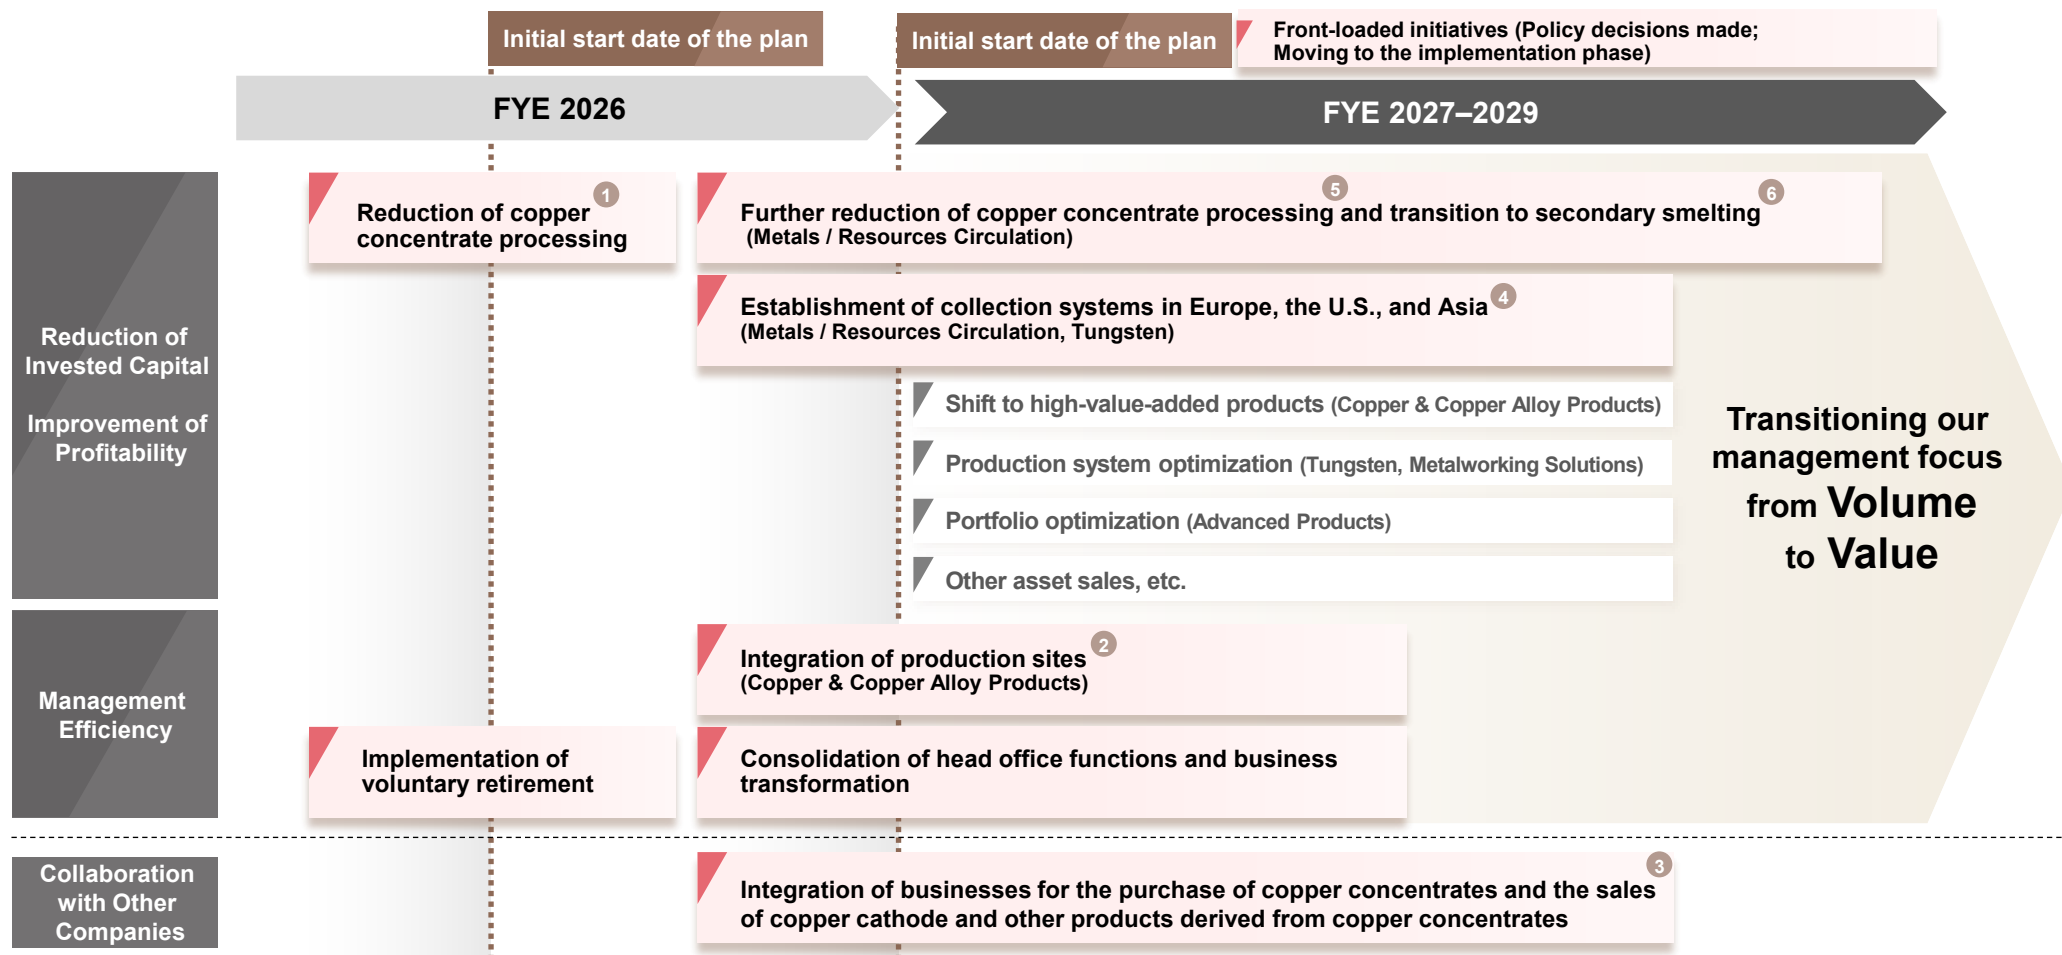 Initial start date of the plan
Initial start date of the plan
Front-loaded initiatives (Policy decisions made;
Moving to the implementation phase)
FYE 2026
FYE 2027–2029
Reduction of
Invested Capital
Improvement of
Profitability
1
Reduction of copper
concentrate processing
5
6
Further reduction of copper concentrate processing and transition to secondary smelting
(Metals / Resources Circulation)
4
Establishment of collection systems in Europe, the U.S., and Asia
(Metals / Resources Circulation, Tungsten)
Shift to high-value-added products (Copper & Copper Alloy Products)
Production system optimization (Tungsten, Metalworking Solutions)
Portfolio optimization (Advanced Products)
Other asset sales, etc.
Transitioning our
management focus
from Volume
to Value
Management
Efficiency
2
Integration of production sites
(Copper & Copper Alloy Products)
Implementation of
voluntary retirement
Consolidation of head office functions and business
transformation
Collaboration
with Other
Companies
3
Integration of businesses for the purchase of copper concentrates and the sales
of copper cathode and other products derived from copper concentrates